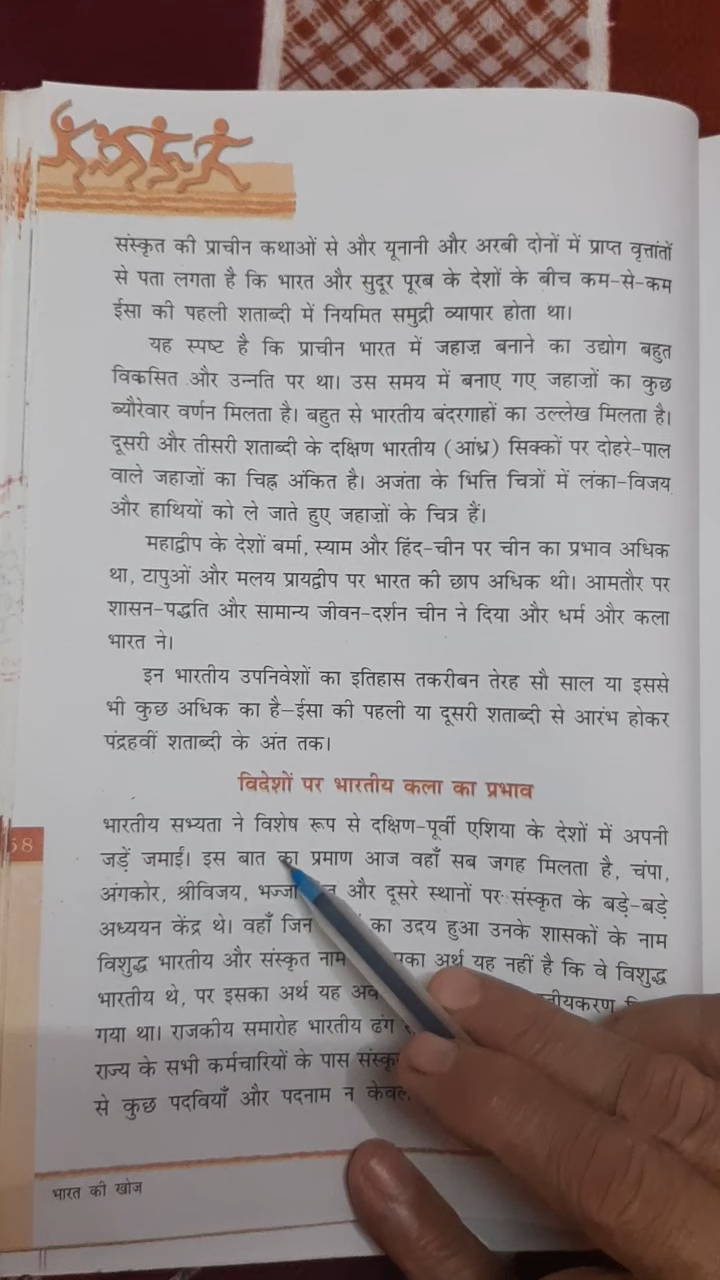 संस्कृत की प्राचीन कथाओं से और यूनानी और अरबी दोनों में प्राप्त वृत्तांतों
से पता लगता है कि भारत और सुदूर पूरब के देशों के बीच कम-से-कम
ईसा की पहली शताब्दी में नियमित समुद्री व्यापार होता था।
यह स्पष्ट है कि प्राचीन भारत में जहाज़ बनाने का उद्योग बहुत
विकसित और उन्नति पर था। उस समय में बनाए गए जहाज़ों का कुछ
ब्यौरेवार वर्णन मिलता है। बहुत से भारतीय बंदरगाहों का उल्लेख मिलता है।
दूसरी और तीसरी शताब्दी के दक्षिण भारतीय (आंध्र) सिक्कों पर दोहरे-पाल
वाले जहाज़ों का चिह्न अंकित है। अजंता के भित्ति चित्रों में लंका-विजय
और हाथियों को ले जाते हुए जहाज़ों के चित्र हैं।
महाद्वीप के देशों बर्मा, स्याम और हिंद-चीन पर चीन का प्रभाव अधिक
था, टापुओं और मलय प्रायद्वीप पर भारत की छाप अधिक थी। आमतौर पर
शासन-पद्धति और सामान्य जीवन-दर्शन चीन ने दिया और धर्म और कला
भारत ने।
इन भारतीय उपनिवेशों का इतिहास तकरीबन तेरह सौ साल या इससे
भी कुछ अधिक का है–ईसा की पहली या दूसरी शताब्दी से आरंभ होकर
पंद्रहवीं शताब्दी के अंत तक।
विदेशों पर भारतीय कला का प्रभाव
भारतीय सभ्यता ने विशेष रूप से दक्षिण-पूर्वी एशिया के देशों में अपनी
जड़ें जमाईं। इस बात का प्रमाण आज वहाँ सब जगह मिलता है, चंपा,
अंगकोर, श्रीविजय, और दूसरे स्थानों पर संस्कृत के बड़े-बड़े
अध्ययन केंद्र थे। वहाँ जिन का उदय हुआ उनके शासकों के नाम
विशुद्ध भारतीय और संस्कृत नाम अर्थ यह नहीं है कि वे विशुद्ध
भारतीय थे, पर इसका अर्थ यह
गया था। राजकीय समारोह भारतीय ढंग
राज्य के सभी कर्मचारियों के पास
से कुछ पदवियाँ और पदनाम न
भारत की खोज